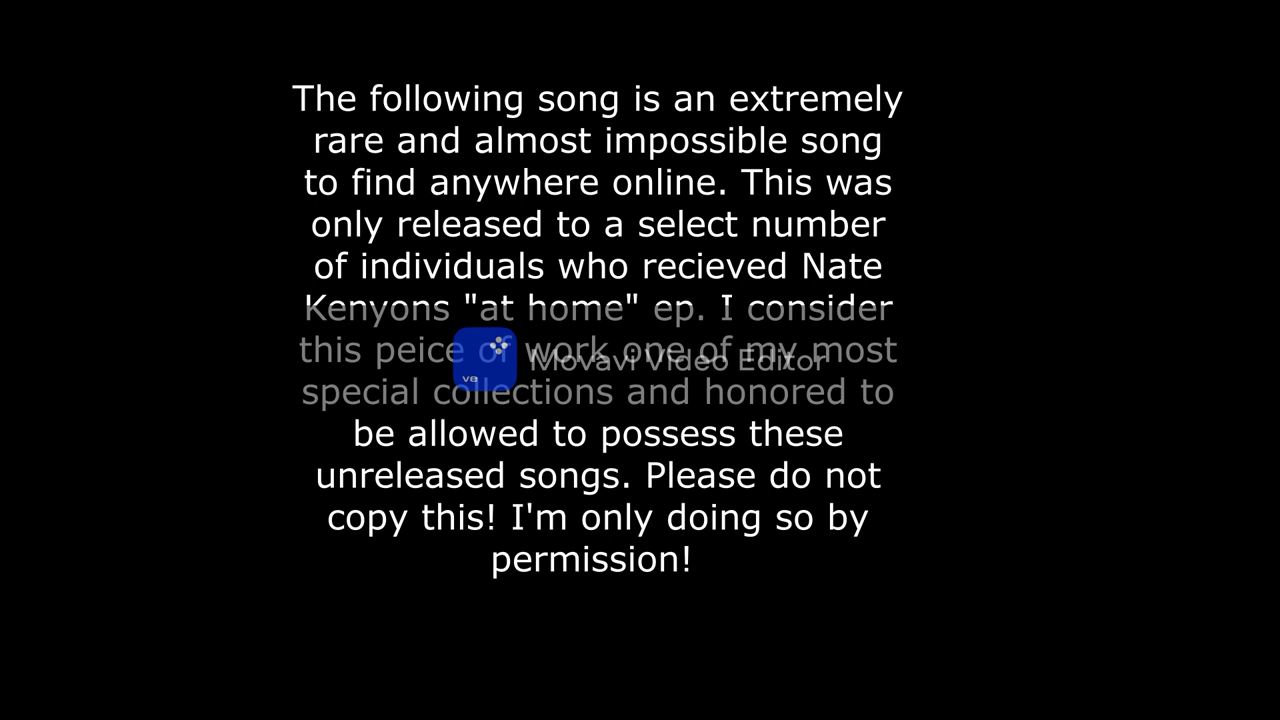 The following song is an extremely
rare and almost impossible song
to find anywhere online. This was
only released to a select number
of individuals who recieved Nate
Kenyons "at home" ep. I consider
this peice of work one of my most
Movavi Video Editor
ve
special collections and honored to
be allowed to possess these
unreleased songs. Please do not
copy this! I'm only doing so by
permission!